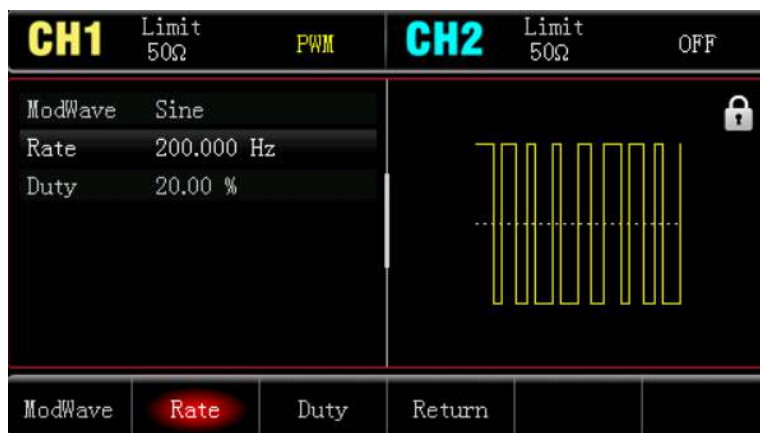 CH1 Limit 50Ω PWM CH2 Limit 50Ω OFF
ModWave Sine
Rate 200.000 Hz
Duty 20.00 %
ModWave Rate Duty Return